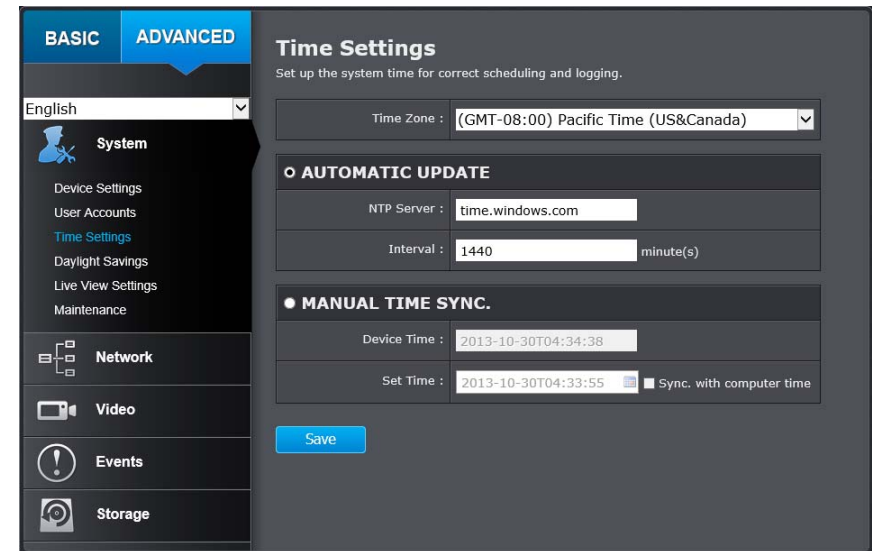 BASIC ADVANCED
English
System
Device Settings
User Accounts
Time Settings
Daylight Savings
Live View Settings
Maintenance
Network
Video
Events
Storage
Time Settings
Set up the system time for correct scheduling and logging.
Time Zone : (GMT-08:00) Pacific Time (US&Canada)
AUTOMATIC UPDATE
NTP Server : time.windows.com
Interval : 1440 minute(s)
MANUAL TIME SYNC.
Device Time : 2013-10-30T04:34:38
Set Time : 2013-10-30T04:33:55 Sync. with computer time
Save